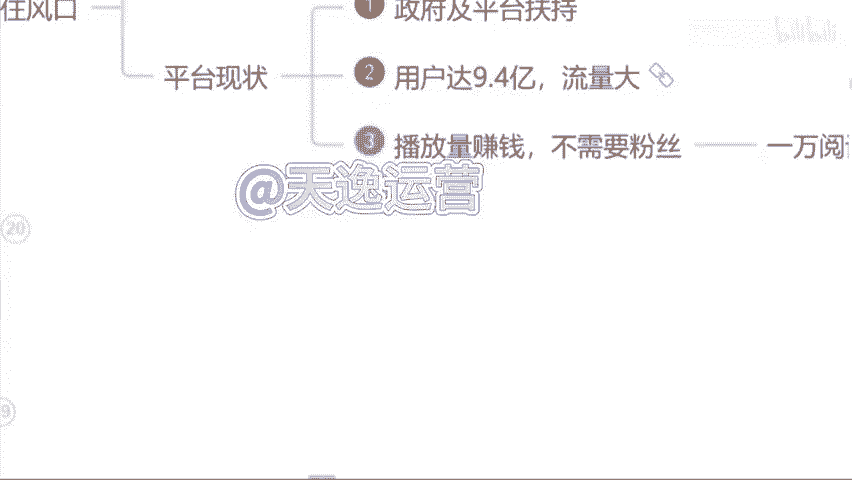 住风口
1 政府及平台扶持
平台现状
2 用户达9.4亿，流量大
3 播放量赚钱，不需要粉丝
一万阅
@天逸运营
20
9
bilibili